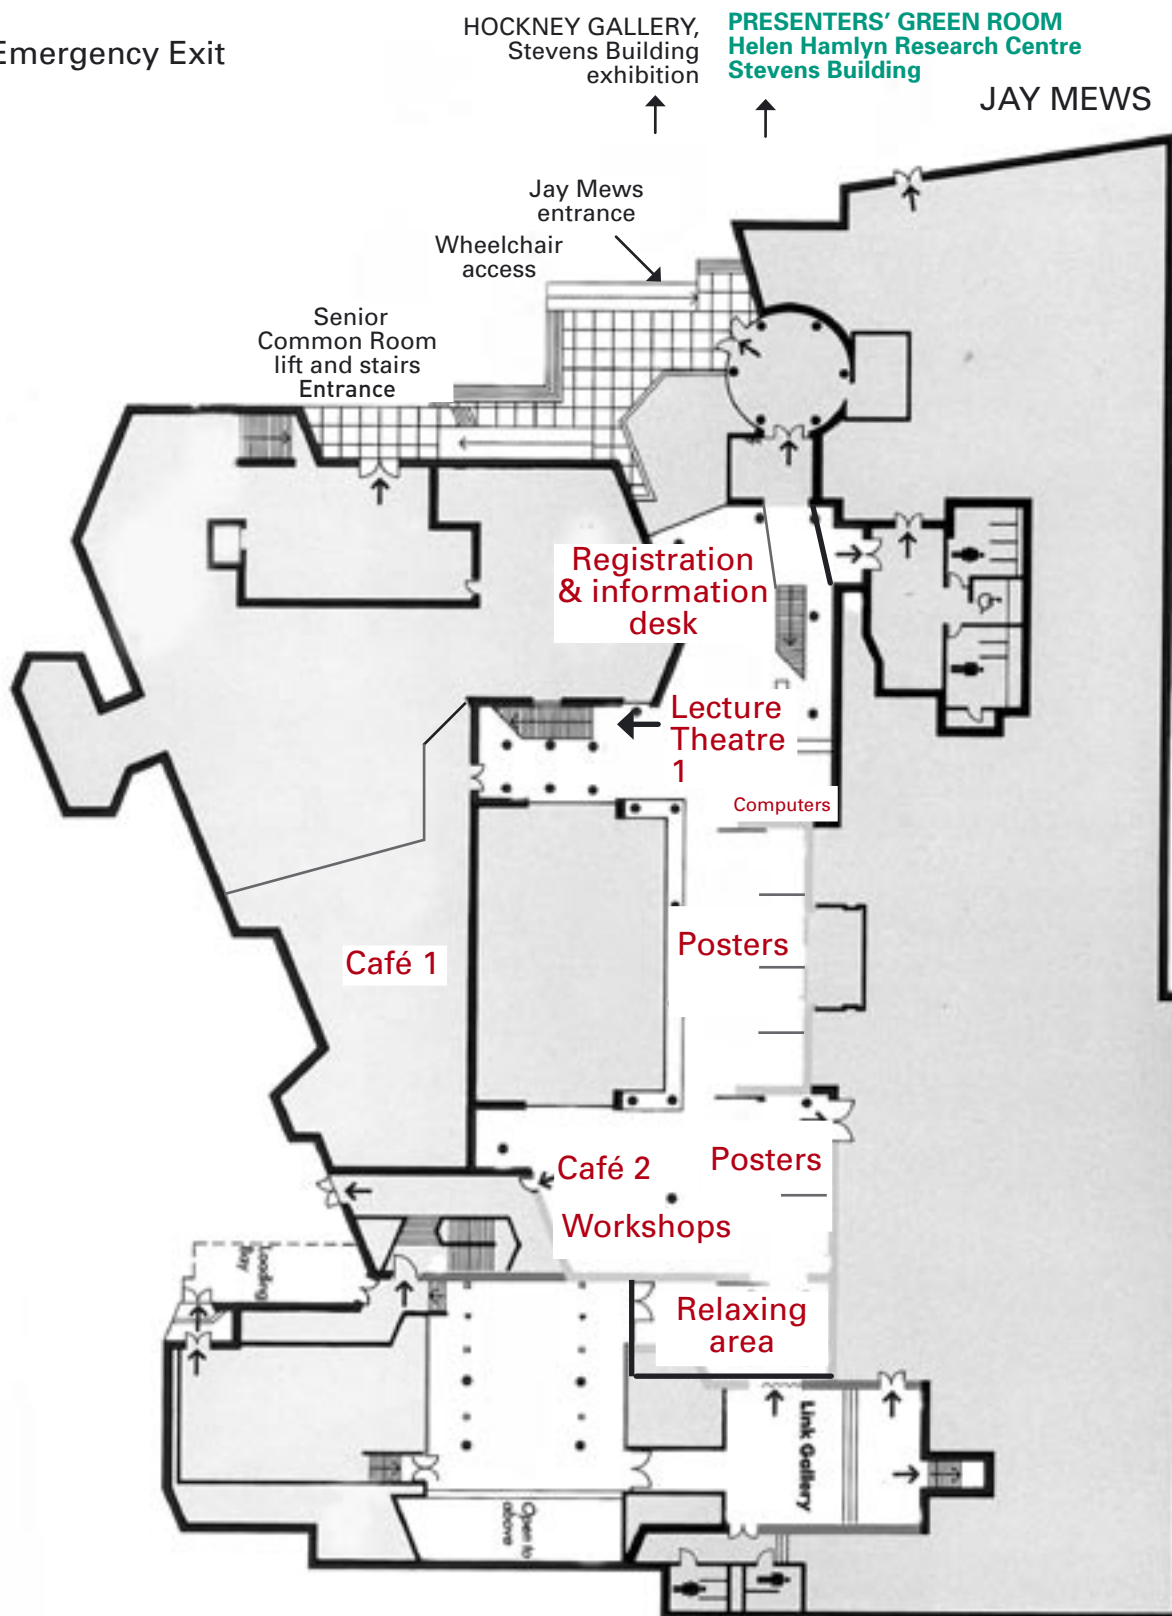 Emergency Exit
HOCKNEY GALLERY,
Stevens Building
exhibition
PRESENTERS’ GREEN ROOM
Helen Hamlyn Research Centre
Stevens Building
JAY MEWS
Jay Mews
entrance
Wheelchair
access
Senior
Common Room
lift and stairs
Entrance
Registration
& information
desk
Lecture
Theatre
1
Computers
Posters
Café 1
Café 2
Posters
Workshops
Loading
Bay
Relaxing
area
Link Gallery
Open to
above